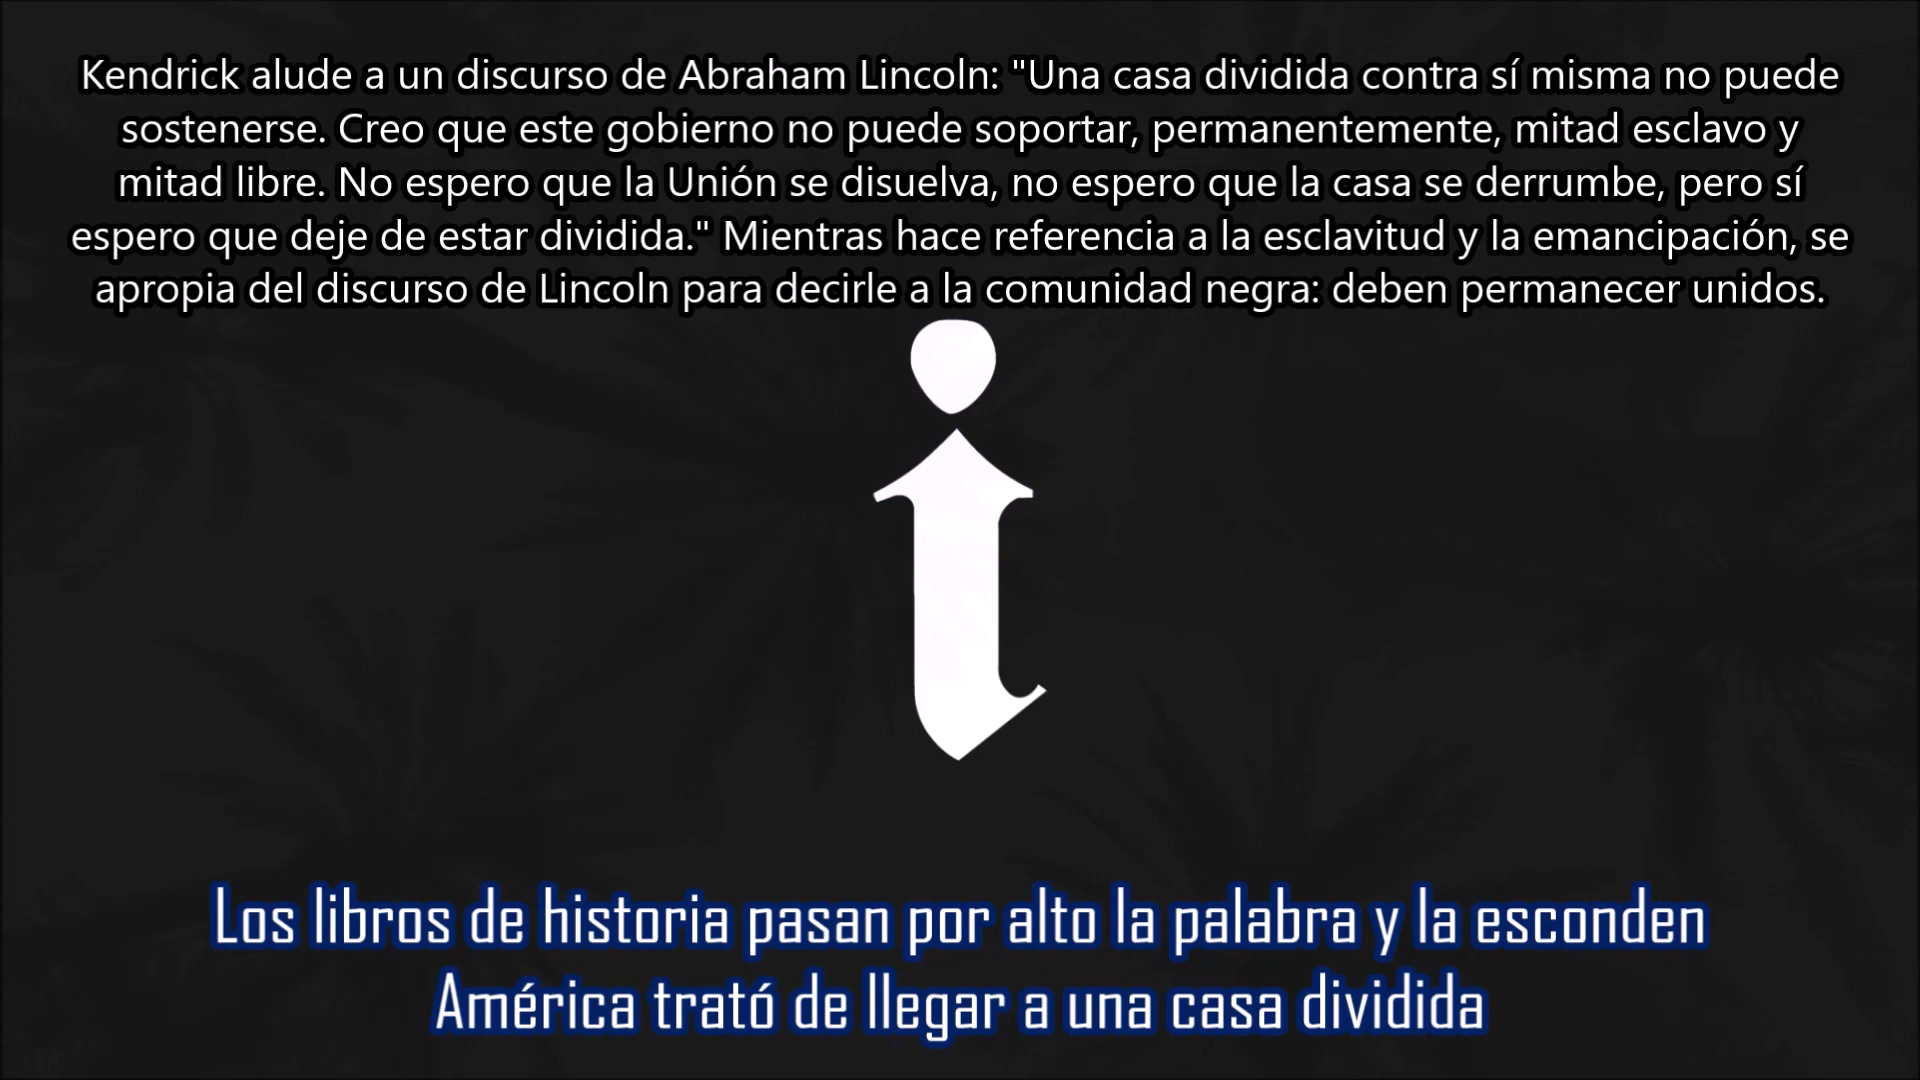 Kendrick alude a un discurso de Abraham Lincoln: "Una casa dividida contra sí misma no puede
sostenerse. Creo que este gobierno no puede soportar, permanentemente, mitad esclavo y
mitad libre. No espero que la Unión se disuelva, no espero que la casa se derrumbe, pero sí
espero que deje de estar dividida." Mientras hace referencia a la esclavitud y la emancipación, se
apropia del discurso de Lincoln para decirle a la comunidad negra: deben permanecer unidos.
i
Los libros de historia pasan por alto la palabra y la esconden
América trató de llegar a una casa dividida